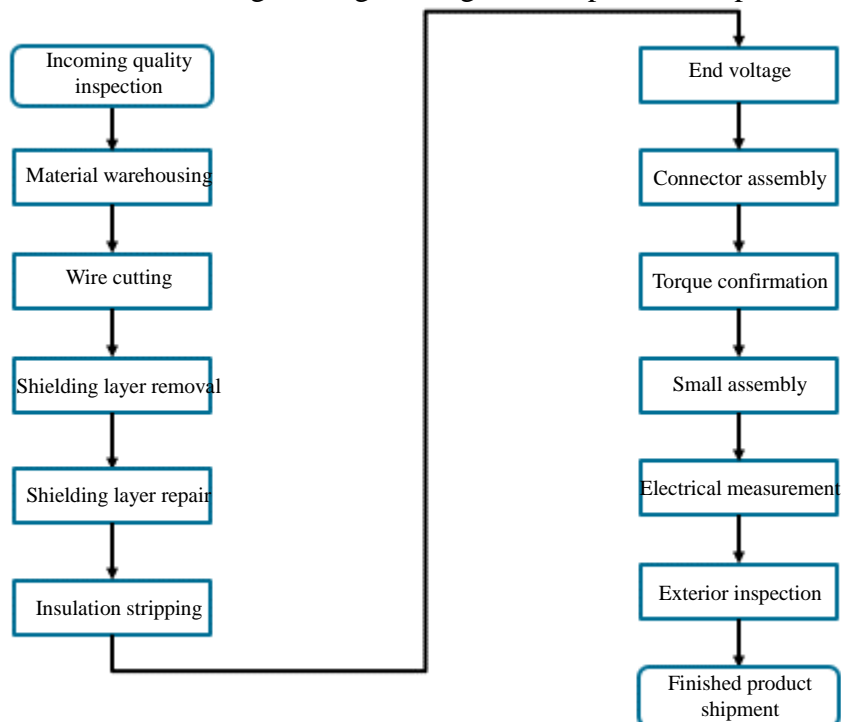 Incoming quality
inspection
Material warehousing
Wire cutting
Shielding layer removal
Shielding layer repair
Insulation stripping
End voltage
Connector assembly
Torque confirmation
Small assembly
Electrical measurement
Exterior inspection
Finished product
shipment